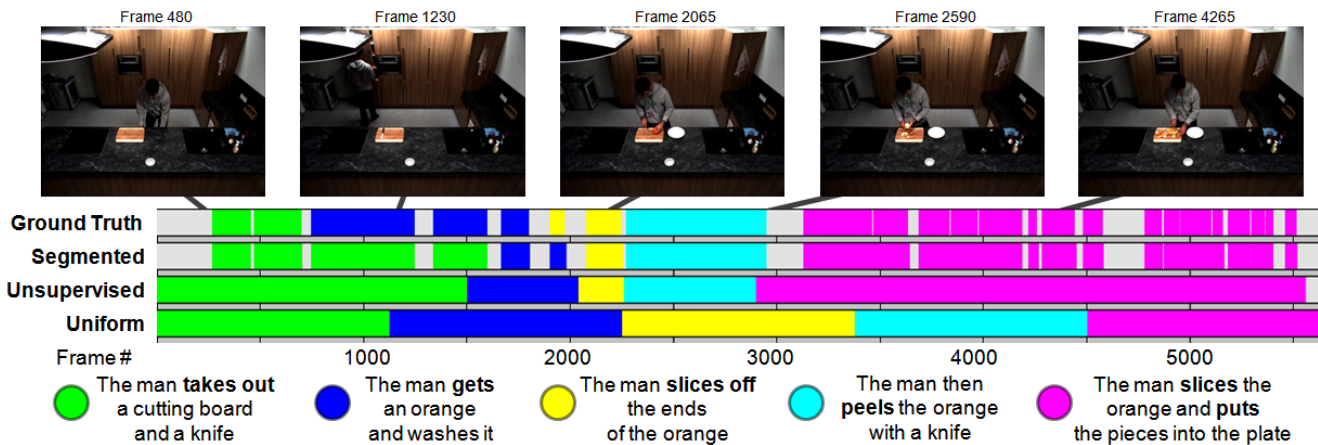 Frame 480 Frame 1230 Frame 2065 Frame 2590 Frame 4265
Ground Truth
Segmented
Unsupervised
Uniform
Frame # 1000 2000 3000 4000 5000
The man takes out
a cutting board
and a knife
The man gets
an orange
and washes it
The man slices off
the ends
of the orange
The man then
peels the orange
with a knife
The man slices the
orange and puts
the pieces into the plate